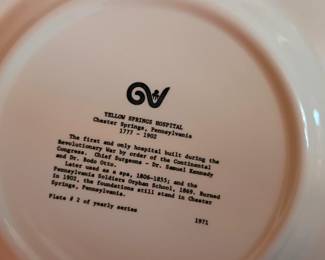 YELLOW SPRINGS HOSPITAL
Chester Springs, Pennsylvania
1777 - 1902
The first and only hospital built during the
Revolutionary War by order of the Continental
Congress. Chief Surgeons - Dr. Samuel Kennedy
and Dr. Bodo Otto.
Later used as a spa, 1806-1855; and the
Pennsylvania Soldiers Orphan School, 1869. Burned
in 1902, the foundations still stand in Chester
Springs, Pennsylvania.
Plate # 2 of yearly series
1971